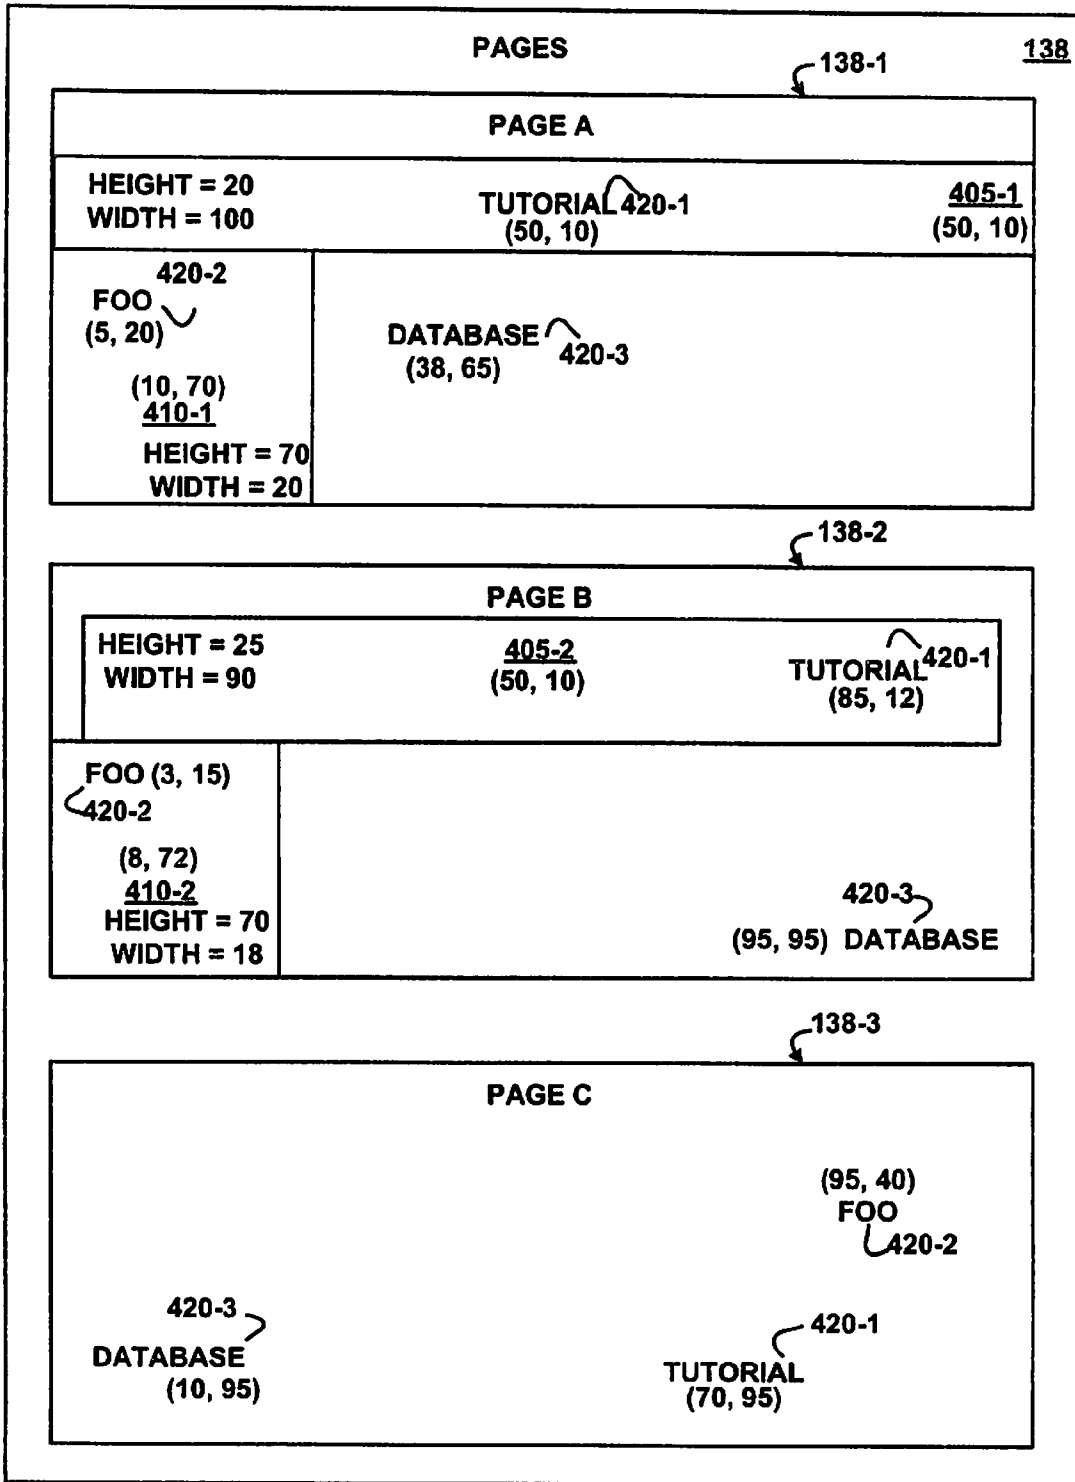 PAGES
138
138-1
PAGE A
HEIGHT = 20
WIDTH = 100
TUTORIAL 420-1
(50, 10)
405-1
(50, 10)
420-2
FOO
(5, 20)
DATABASE
(38, 65)
420-3
(10, 70)
410-1
HEIGHT = 70
WIDTH = 20
138-2
PAGE B
HEIGHT = 25
WIDTH = 90
405-2
(50, 10)
420-1
TUTORIAL
(85, 12)
FOO (3, 15)
420-2
(8, 72)
410-2
HEIGHT = 70
WIDTH = 18
420-3
(95, 95) DATABASE
138-3
PAGE C
(95, 40)
FOO
420-2
420-3
DATABASE
(10, 95)
420-1
TUTORIAL
(70, 95)